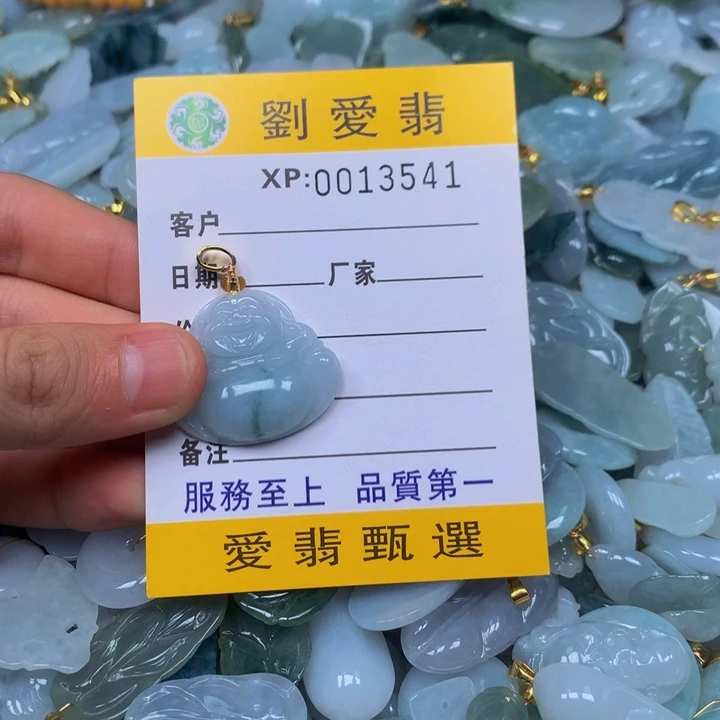 劉愛翡
XP:0013541
客户
日期 厂家
备注
服務至上 品質第一
愛翡甄選